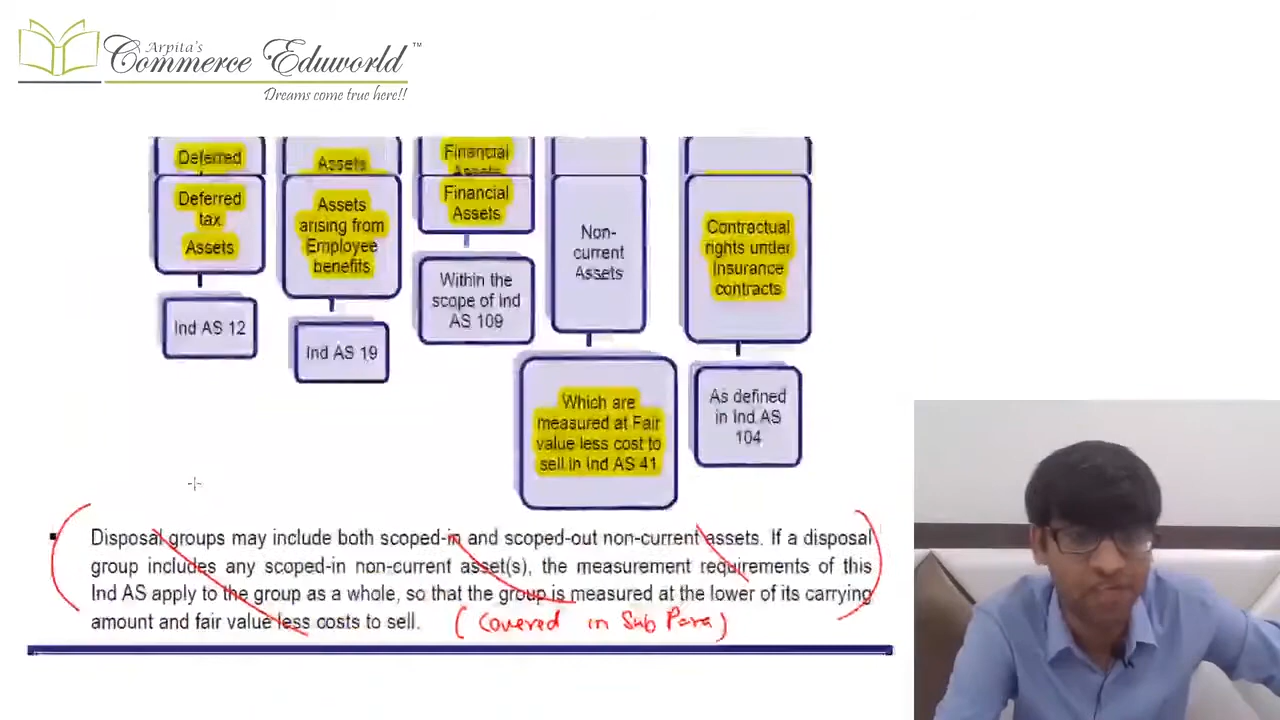 Arpita's
Commerce Eduworld™
Dreams come true here!!
Deferred
Assets
Financial
Assets
Deferred
tax
Assets
Assets
arising from
Employee
benefits
Financial
Assets
Non-
current
Assets
Contractual
rights under
Insurance
contracts
Ind AS 12
Ind AS 19
Within the
scope of Ind
AS 109
Which are
measured at Fair
value less cost to
sell in Ind AS 41
As defined
in Ind AS
104
Disposal groups may include both scoped-in and scoped-out non-current assets. If a disposal
group includes any scoped-in non-current asset(s), the measurement requirements of this
Ind AS apply to the group as a whole, so that the group is measured at the lower of its carrying
amount and fair value less costs to sell. (Covered in Sub Para)